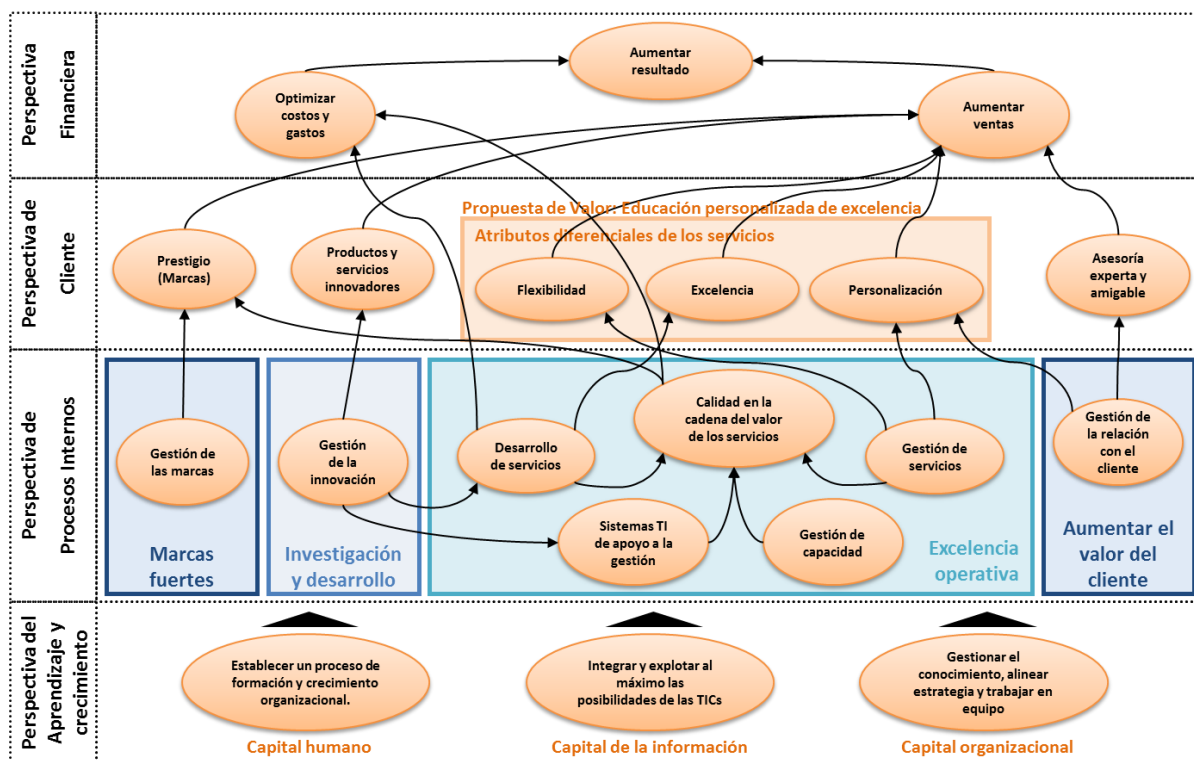 Perspectiva
Financiera
Aumentar
resultado
Optimizar
costos y
gastos
Aumentar
ventas
Perspectiva de
Cliente
Propuesta de Valor: Educación personalizada de excelencia
Atributos diferenciales de los servicios
Prestigio
(Marcas)
Productos y
servicios
innovadores
Flexibilidad
Excelencia
Personalización
Asesoría
experta y
amigable
Perspectiva de
Procesos Internos
Gestión de
las marcas
Gestión
de la
innovación
Desarrollo
de servicios
Calidad en la
cadena del valor
de los servicios
Gestión de
servicios
Gestión de
la relación
con el
cliente
Sistemas TI
de apoyo a la
gestión
Gestión de
capacidad
Marcas
fuertes
Investigación
y desarrollo
Excelencia
operativa
Aumentar el
valor del
cliente
Perspectiva del
Aprendizaje y
crecimiento
Establecer un proceso de
formación y crecimiento
organizacional.
Integrar y explotar al
máximo las
posibilidades de las TICs
Gestionar el
conocimiento, alinear
estrategia y trabajar en
equipo
Capital humano
Capital de la información
Capital organizacional